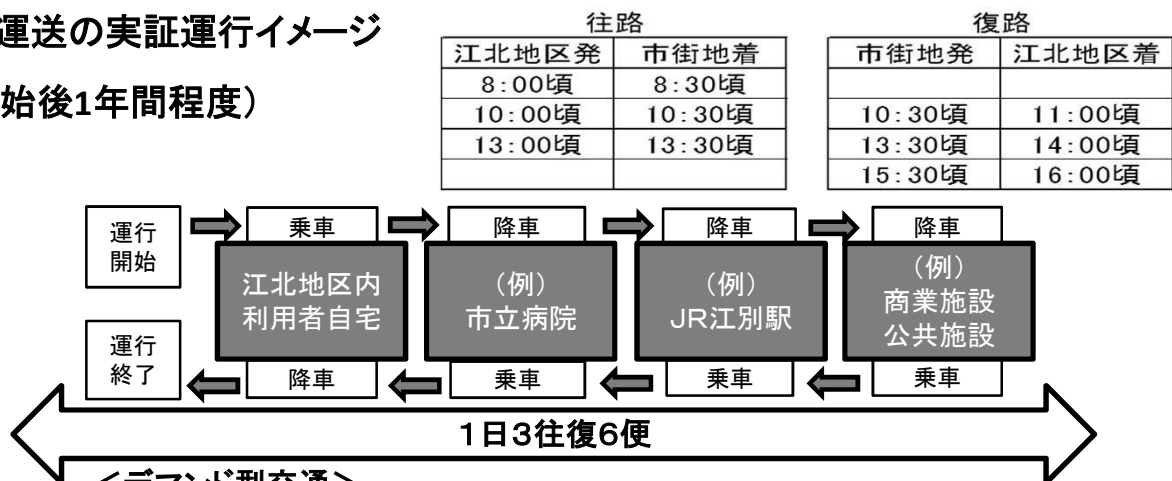 運送の実証運行イメージ
始後1年間程度）
往路
江北地区発 市街地着
8:00頃 8:30頃
10:00頃 10:30頃
13:00頃 13:30頃
復路
市街地発 江北地区着
10:30頃 11:00頃
13:30頃 14:00頃
15:30頃 16:00頃
運行
開始
乗車
江北地区内
利用者自宅
降車
降車
（例）
市立病院
乗車
降車
（例）
JR江別駅
乗車
降車
（例）
商業施設
公共施設
乗車
運行
終了
1日3往復6便
＜デマンド型交通＞